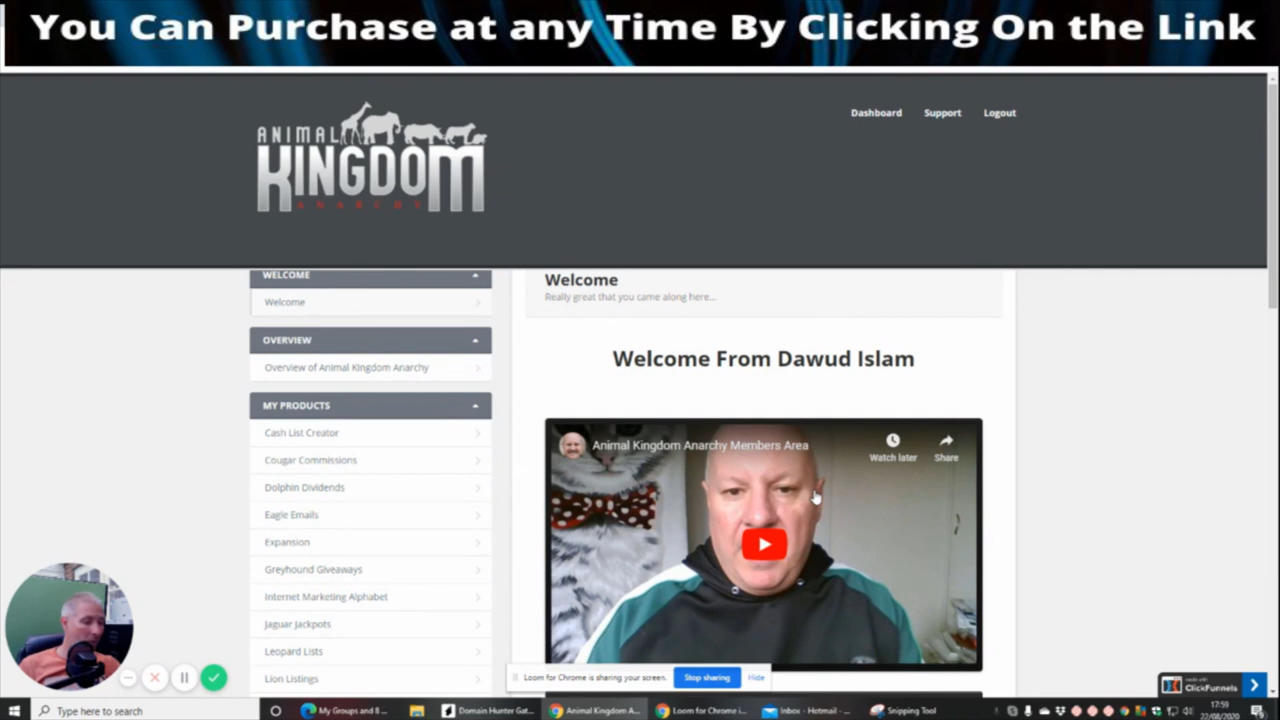 You Can Purchase at any Time By Clicking On the Link
ANIMAL
KINGDOM
ANARCHY
Dashboard Support Logout
WELCOME
Welcome
OVERVIEW
Overview of Animal Kingdom Anarchy
MY PRODUCTS
Cash List Creator
Cougar Commissions
Dolphin Dividends
Eagle Emails
Expansion
Greyhound Giveaways
Internet Marketing Alphabet
Jaguar Jackpots
Leopard Lists
Lion Listings
Welcome
Really great that you came along here...
Welcome From Dawud Islam
Animal Kingdom Anarchy Members Area
Watch later
Share
Loom for Chrome is sharing your screen. Stop sharing Hide
made with
ClickFunnels
Type here to search
My Groups and 8 ...
Domain Hunter Gat...
Animal Kingdom A...
Loom for Chrome i...
Inbox - Hotmail - ...
Snipping Tool
17:59
22/08/2020